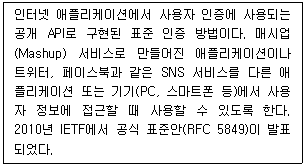 인터넷 애플리케이션에서 사용자 인증에 사용되는
공개 API로 구현된 표준 인증 방법이다. 매시업
(Mashup) 서비스로 만들어진 애플리케이션이나
트위터, 페이스북과 같은 SNS 서비스를 다른 애
플리케이션 또는 기기(PC, 스마트폰 등)에서 사용
자 정보에 접근할 때 사용할 수 있도록 한다.
2010년 IETF에서 공식 표준안(RFC 5849)이 발표
되었다.